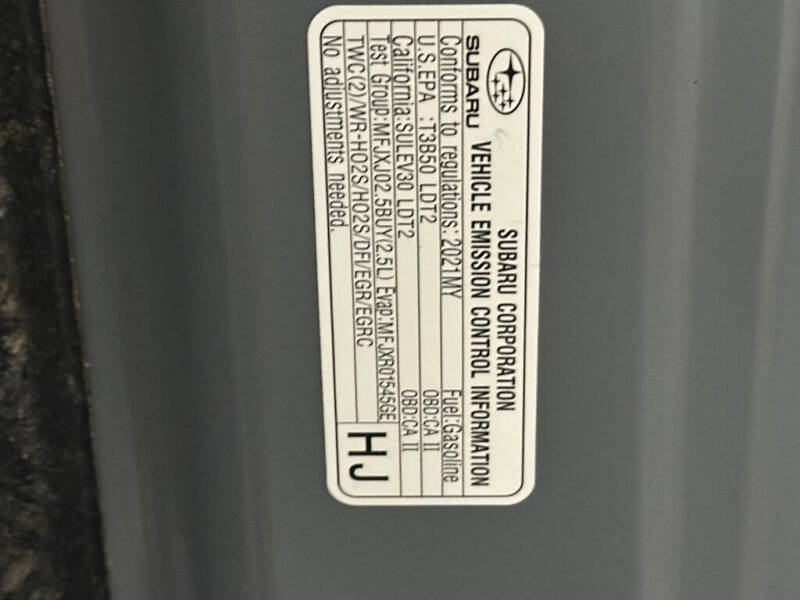 SUBARU CORPORATION
SUBARU VEHICLE EMISSION CONTROL INFORMATION
Conforms to regulations: 2021MY Fuel:Gasoline
U.S.EPA :T3B50 LDT2 OBD:CA II
California:SULEV30 LDT2 OBD:CA II
Test Group:MFJXJ02.5BUY(2.5L) Evap:MFJXR01545GE
TWC(2)/WR-HO2S/HO2S/DFI/EGR/EGRC
No adjustments needed.
HJ